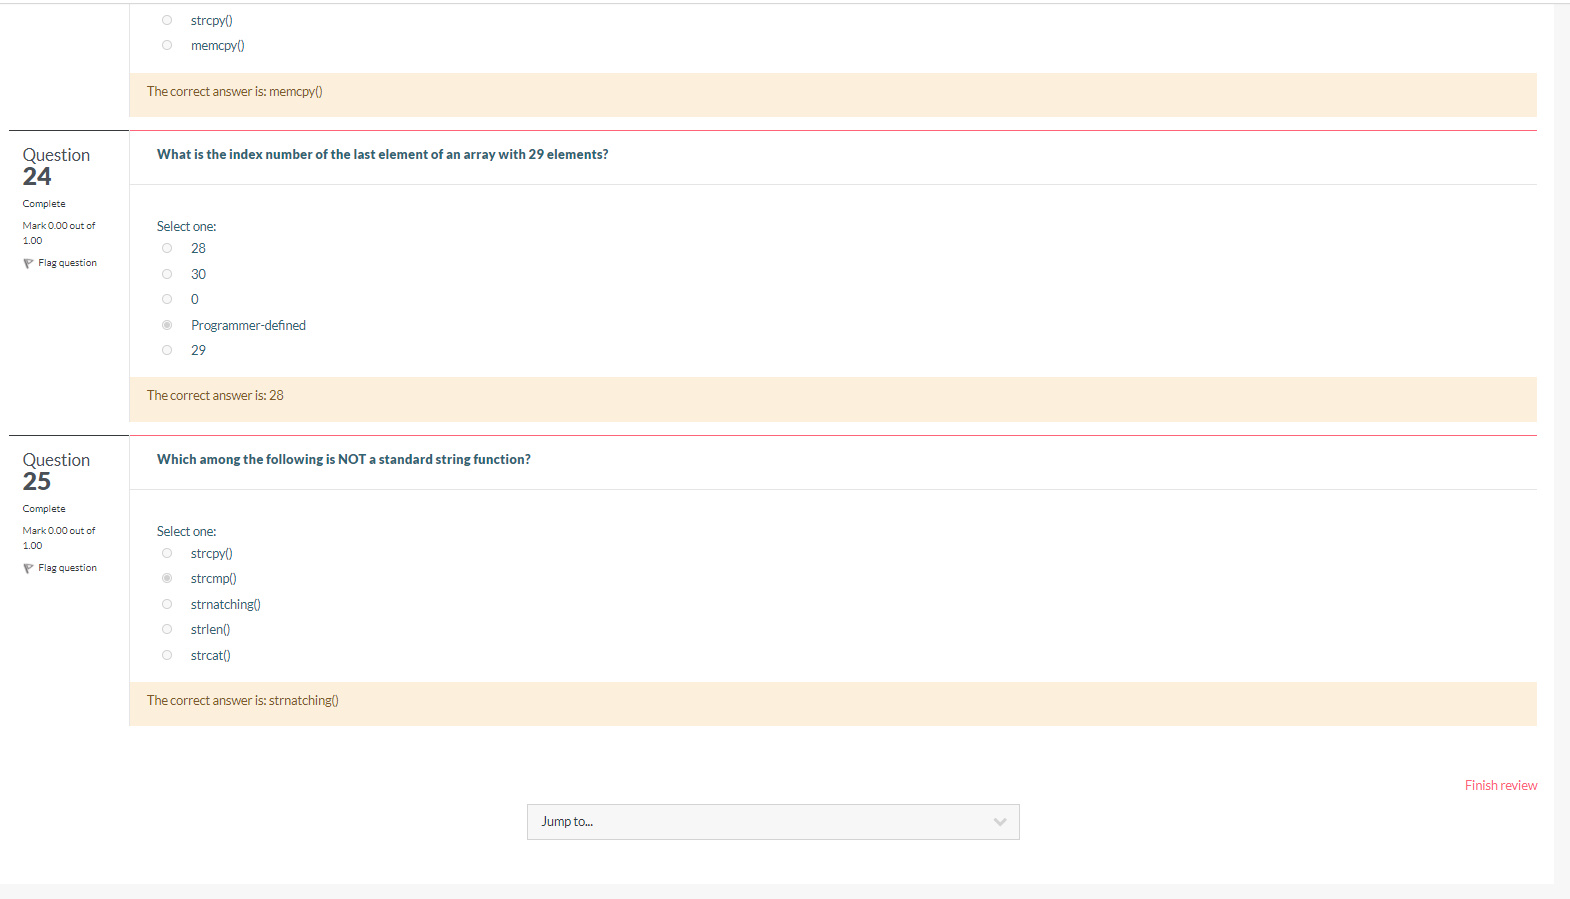 strcpy()
memcpy()
The correct answer is: memcpy()
Question
24
Complete
Mark 0.00 out of
1.00
Flag question
What is the index number of the last element of an array with 29 elements?
Select one:
28
30
0
Programmer-defined
29
The correct answer is: 28
Question
25
Complete
Mark 0.00 out of
1.00
Flag question
Which among the following is NOT a standard string function?
Select one:
strcpy()
strcmp()
strnatching()
strlen()
strcat()
The correct answer is: strnatching()
Finish review
Jump to...